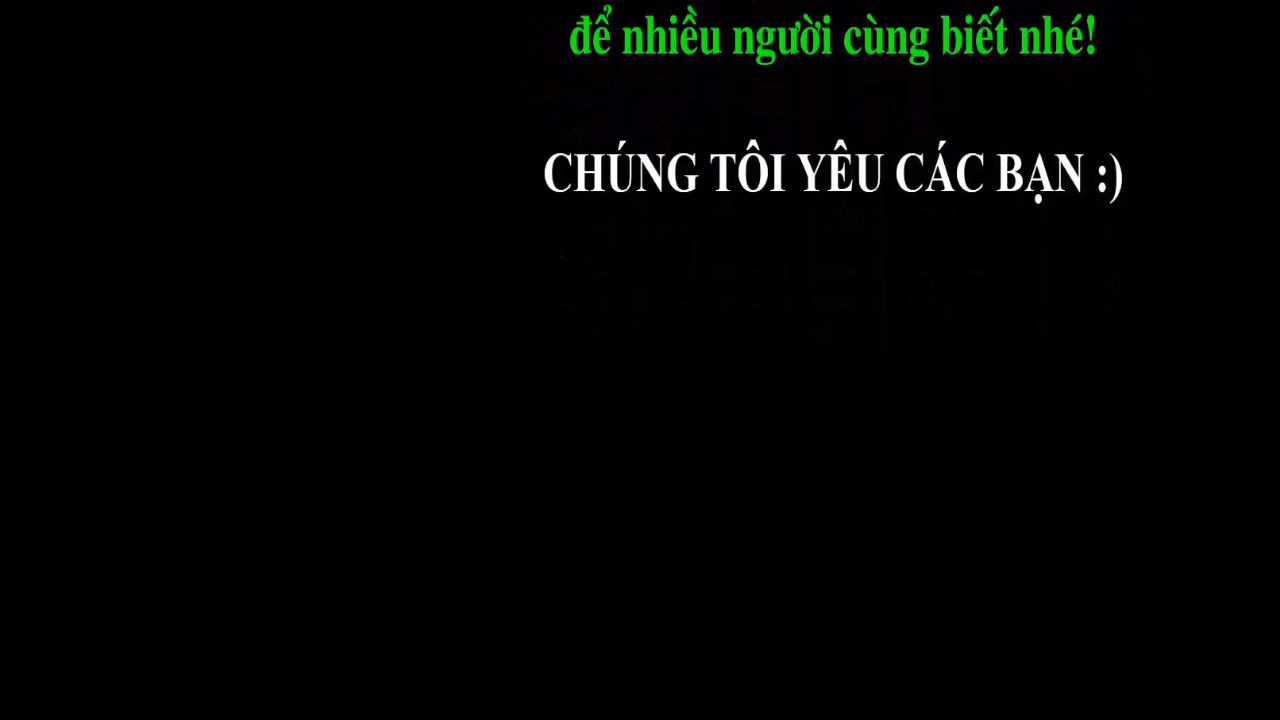 để nhiều người cùng biết nhé!
CHÚNG TÔI YÊU CÁC BẠN :)